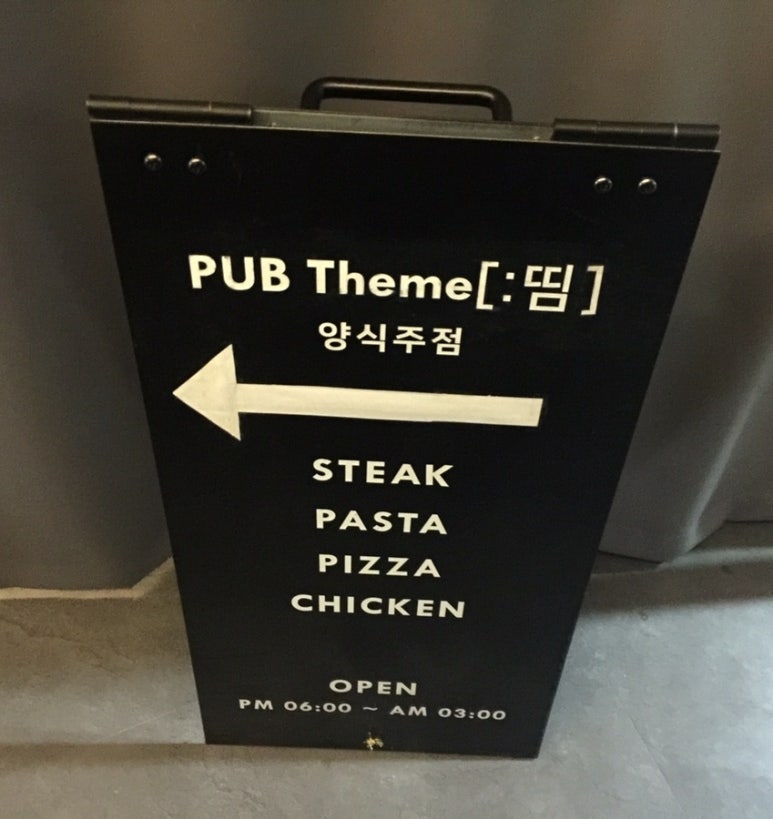 PUB Theme[:띰]
양식주점
STEAK
PASTA
PIZZA
CHICKEN
OPEN
PM 06:00 ~ AM 03:00